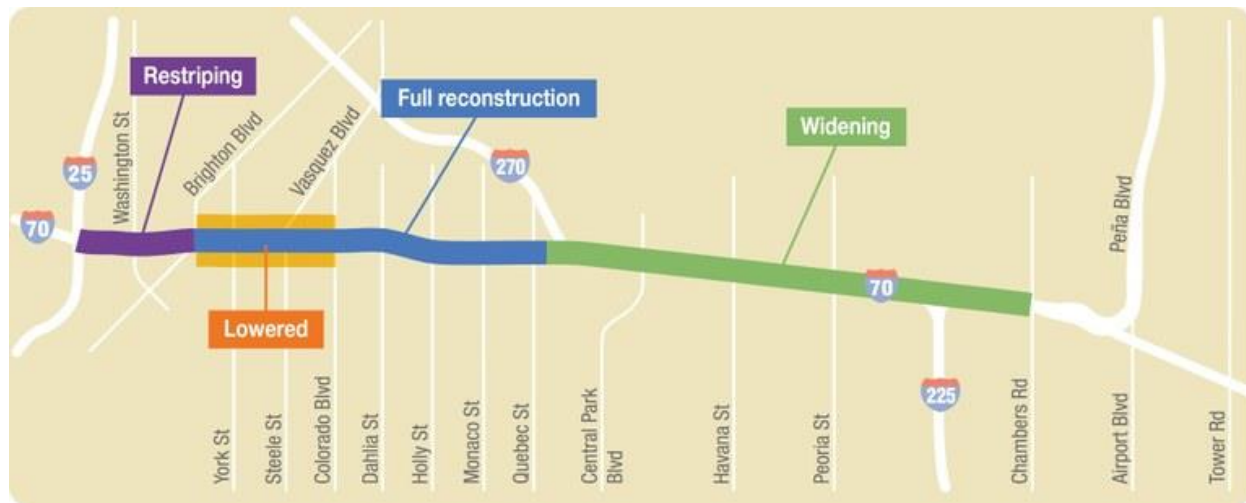 Restriping
Full reconstruction
Widening
Lowered
25
70
270
70
225
Washington St
Brighton Blvd
Vasquez Blvd
Peña Blvd
York St
Steele St
Colorado Blvd
Dahlia St
Holly St
Monaco St
Quebec St
Central Park
Blvd
Havana St
Peoria St
Chambers Rd
Airport Blvd
Tower Rd